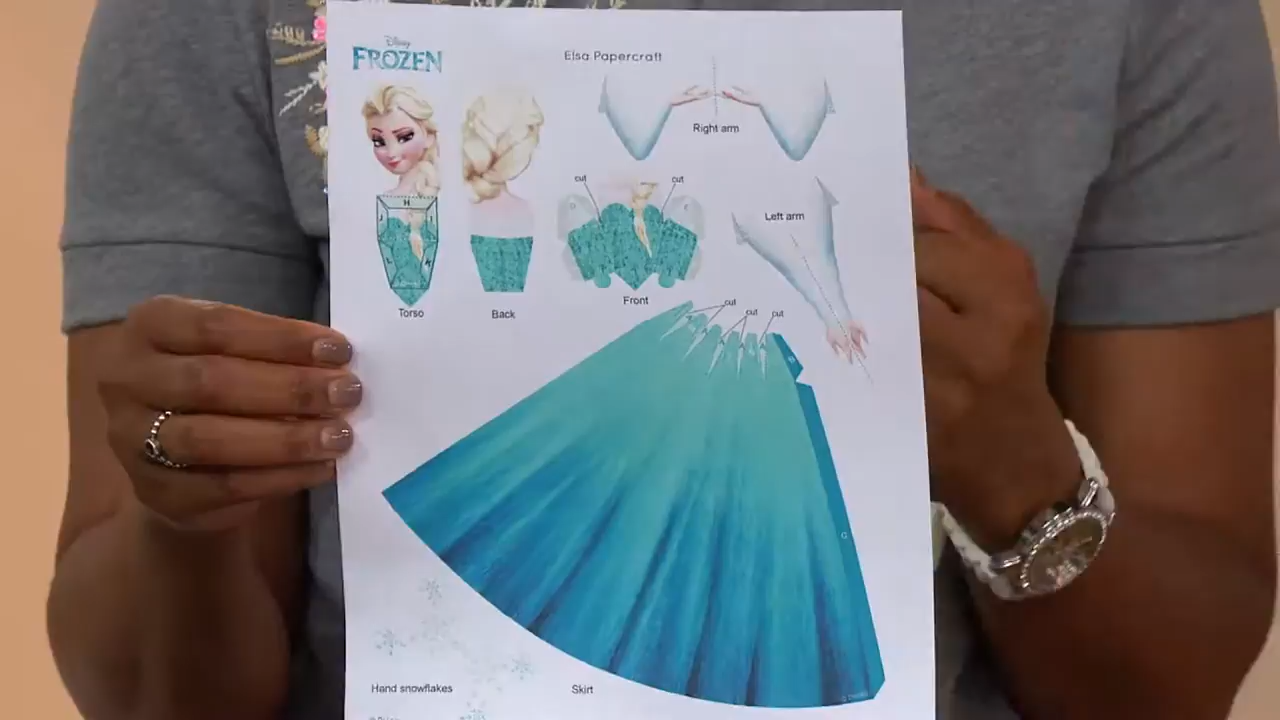 Disney
FROZEN
Elsa Papercraft
Right arm
cut
cut
H
J
I
L
K
Left arm
Torso
Back
Front
cut
cut
cut
G
Hand snowflakes
Skirt